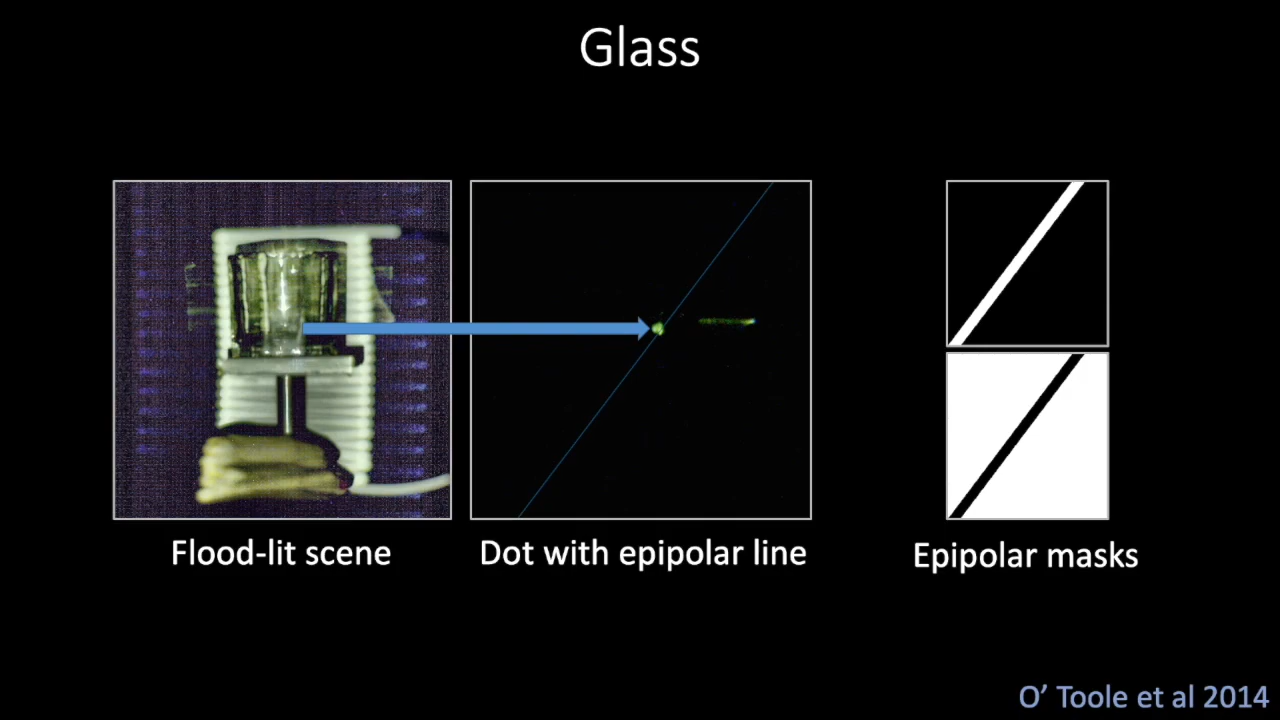 Glass
Flood-lit scene
Dot with epipolar line
Epipolar masks
O’ Toole et al 2014